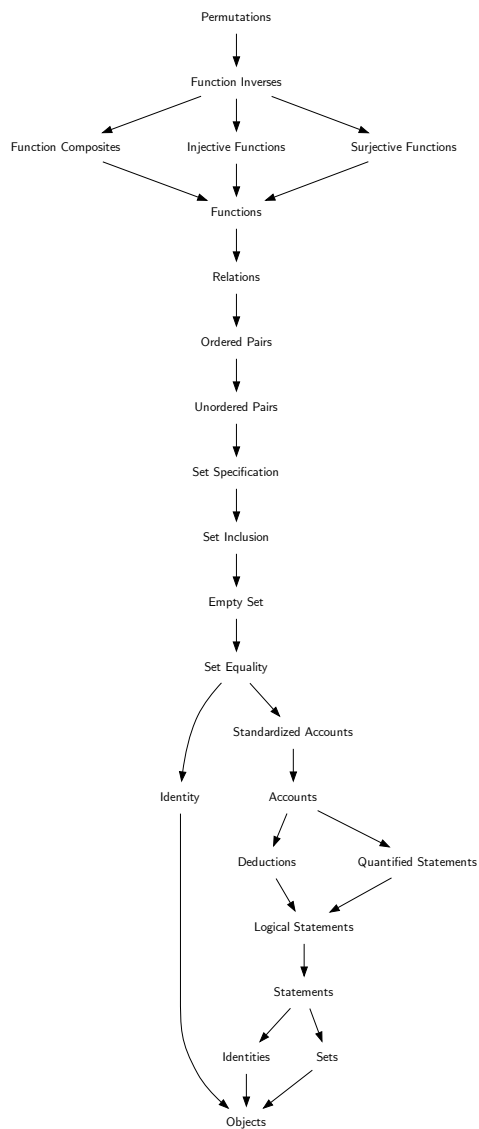 Permutations
Function Inverses
Function Composites
Injective Functions
Surjective Functions
Functions
Relations
Ordered Pairs
Unordered Pairs
Set Specification
Set Inclusion
Empty Set
Set Equality
Standardized Accounts
Identity
Accounts
Deductions
Quantified Statements
Logical Statements
Statements
Identities
Sets
Objects